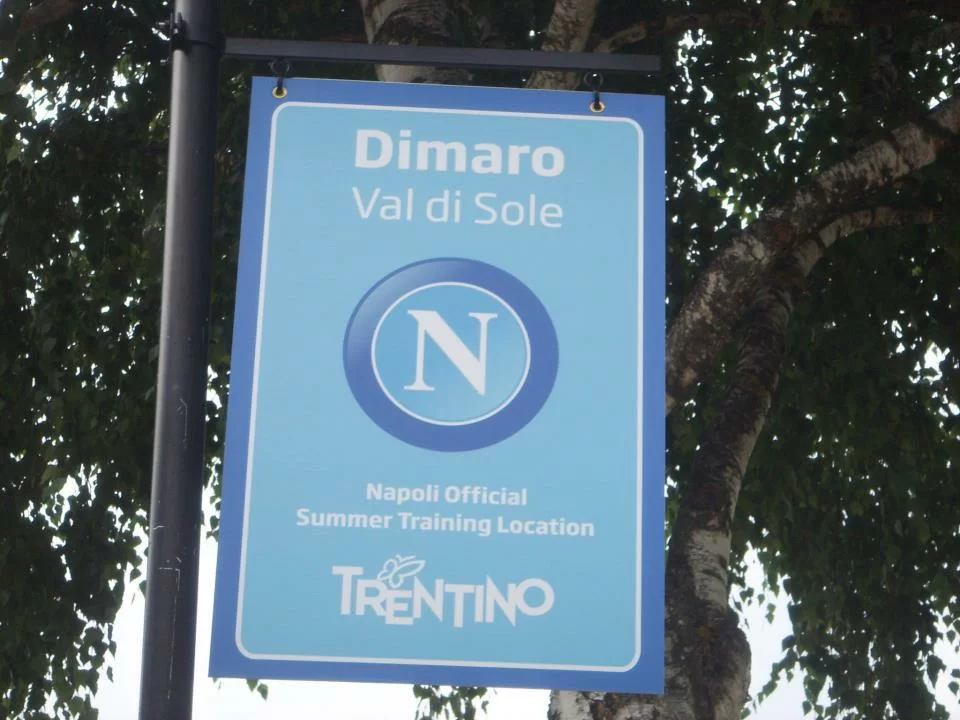 Dimaro
Val di Sole
N
Napoli Official
Summer Training Location
TRENTINO